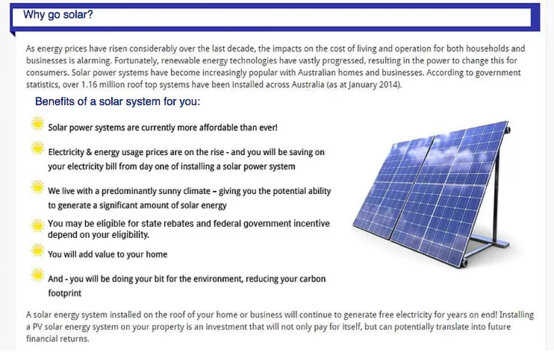 Why go solar?
As energy prices have risen considerably over the last decade, the impacts on the cost of living and operation for both households and
businesses is alarming. Fortunately, renewable energy technologies have vastly progressed, resulting in the power to change this for
consumers. Solar power systems have become increasingly popular with Australian homes and businesses. According to government
statistics, over 1.16 million roof top systems have been installed across Australia (as at January 2014).
Benefits of a solar system for you:
Solar power systems are currently more affordable than ever!
Electricity & energy usage prices are on the rise - and you will be saving on
your electricity bill from day one of installing a solar power system
We live with a predominantly sunny climate – giving you the potential ability
to generate a significant amount of solar energy
You may be eligible for state rebates and federal government incentive
depend on your eligibility.
You will add value to your home
And - you will be doing your bit for the environment, reducing your carbon
footprint
A solar energy system installed on the roof of your home or business will continue to generate free electricity for years on end! Installing
a PV solar energy system on your property is an investment that will not only pay for itself, but can potentially translate into future
financial returns.